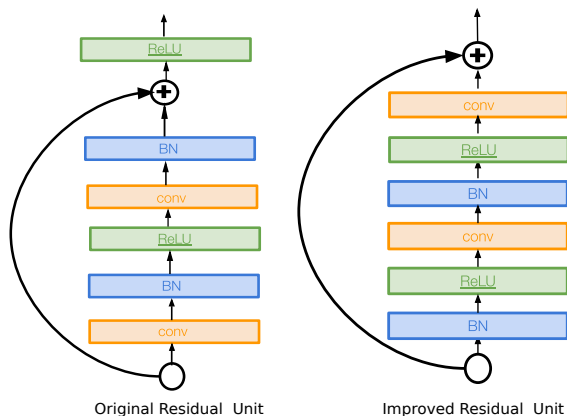 ReLU
BN
conv
ReLU
BN
conv
Original Residual Unit
conv
ReLU
BN
conv
ReLU
BN
Improved Residual Unit